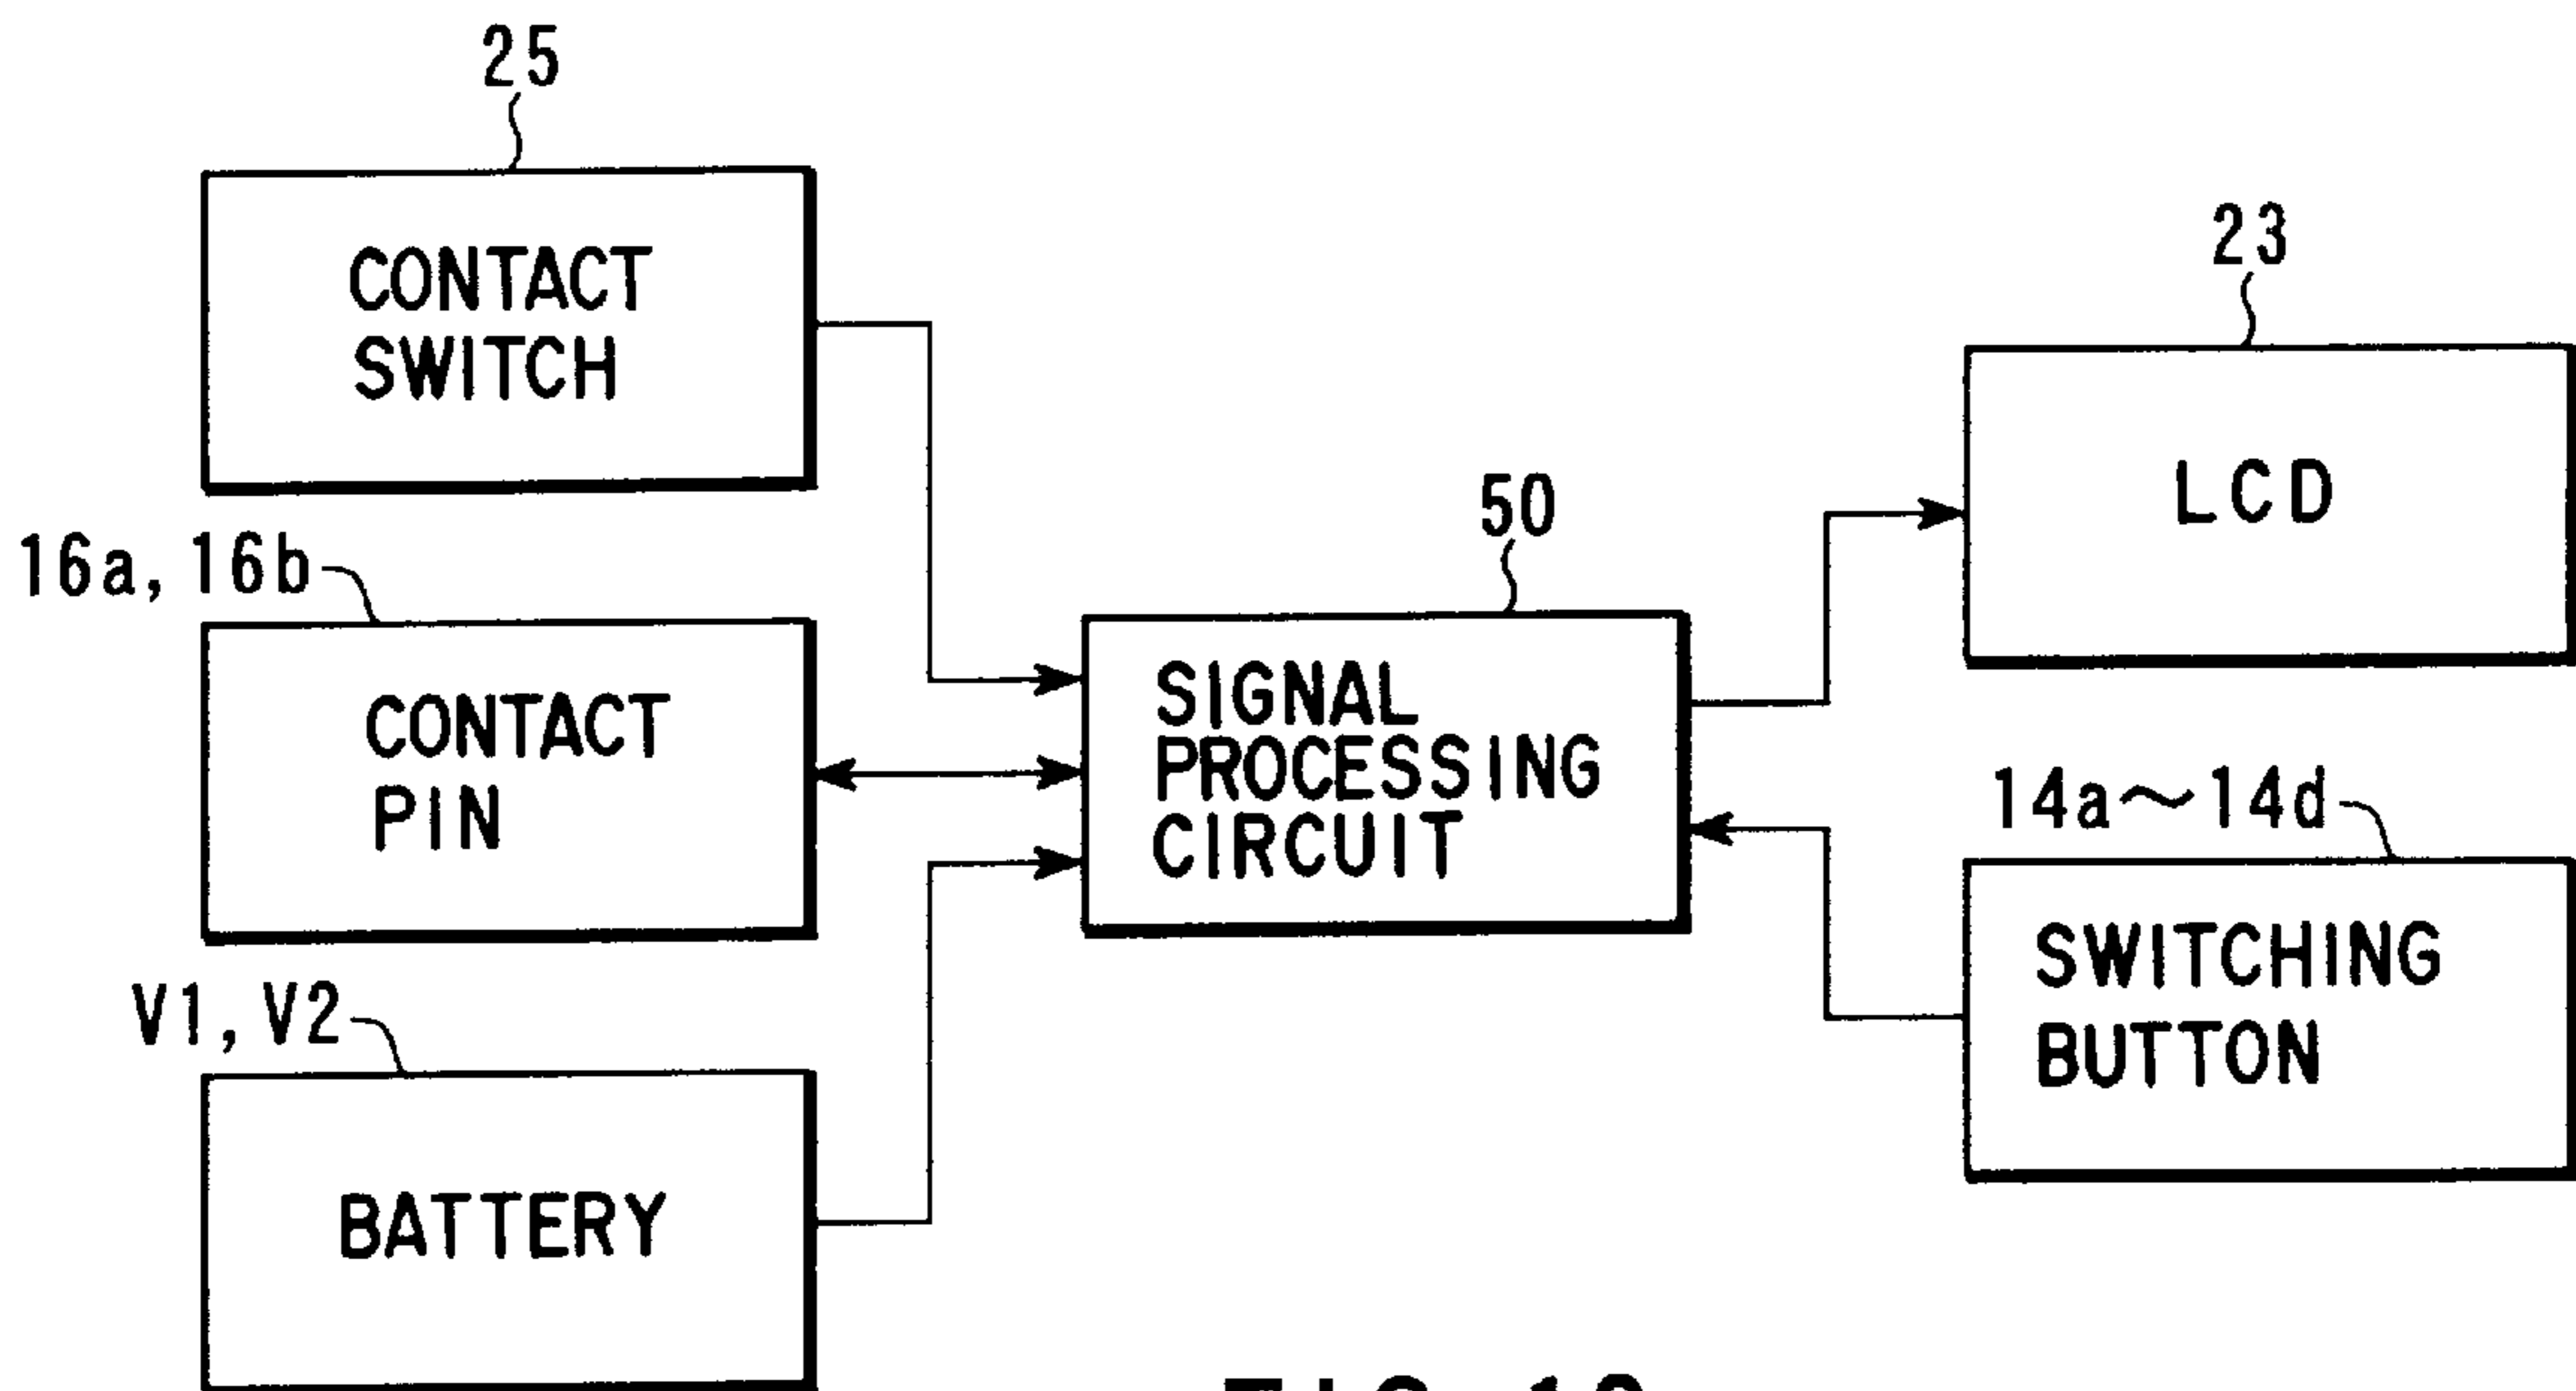 25
CONTACT
SWITCH
16a, 16b
CONTACT
PIN
V1, V2
BATTERY
50
SIGNAL
PROCESSING
CIRCUIT
23
LCD
14a~14d
SWITCHING
BUTTON